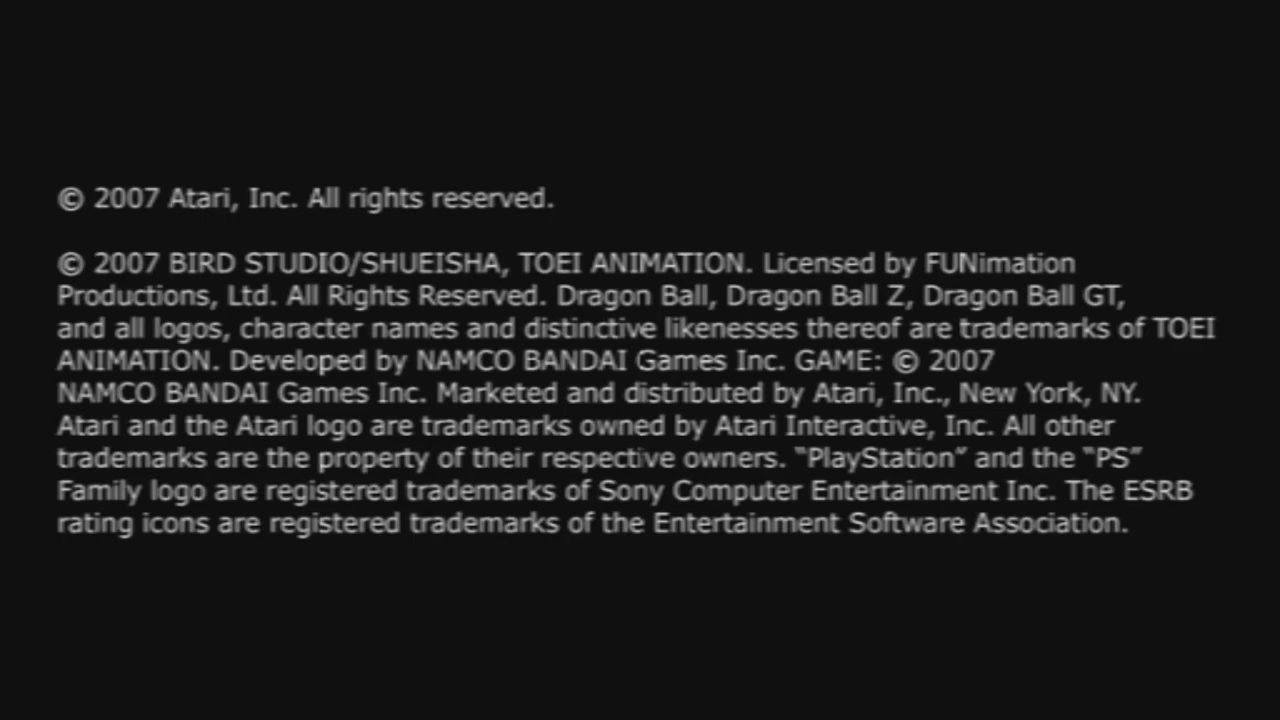 © 2007 Atari, Inc. All rights reserved.
© 2007 BIRD STUDIO/SHUEISHA, TOEI ANIMATION. Licensed by FUNimation
Productions, Ltd. All Rights Reserved. Dragon Ball, Dragon Ball Z, Dragon Ball GT,
and all logos, character names and distinctive likenesses thereof are trademarks of TOEI
ANIMATION. Developed by NAMCO BANDAI Games Inc. GAME: © 2007
NAMCO BANDAI Games Inc. Marketed and distributed by Atari, Inc., New York, NY.
Atari and the Atari logo are trademarks owned by Atari Interactive, Inc. All other
trademarks are the property of their respective owners. “PlayStation” and the “PS”
Family logo are registered trademarks of Sony Computer Entertainment Inc. The ESRB
rating icons are registered trademarks of the Entertainment Software Association.